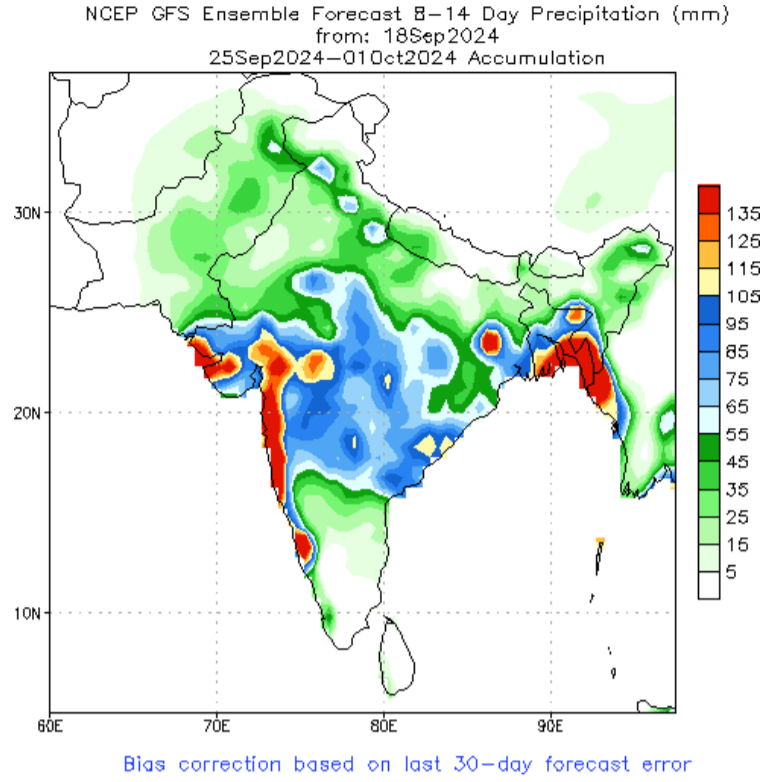 NCEP GFS Ensemble Forecast 8-14 Day Precipitation (mm)
from: 18Sep2024
25Sep2024-01Oct2024 Accumulation
30N
20N
10N
60E
70E
80E
90E
135
125
115
105
95
85
75
65
55
45
35
25
15
5
Bias correction based on last 30-day forecast error